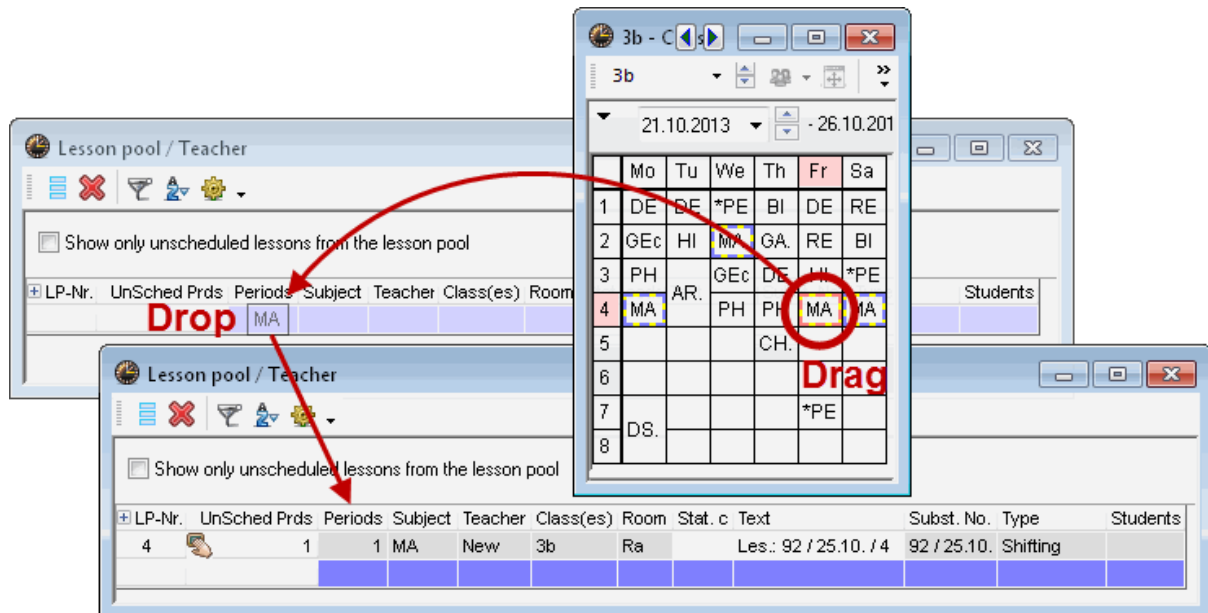 3b - C s
3b
21.10.2013 - 26.10.201
Mo Tu We Th Fr Sa
1 DE DE *PE BI DE RE
2 GEc HI MA GA. RE BI
3 PH AR. GEc DE HI *PE
4 MA PH PH MA MA
5 CH.
6
7 DS. *PE
8
Drag
Lesson pool / Teacher
Show only unscheduled lessons from the lesson pool
LP-Nr. UnSched Prds Periods Subject Teacher Class(es) Room Students
Drop MA
Lesson pool / Teacher
Show only unscheduled lessons from the lesson pool
LP-Nr. UnSched Prds Periods Subject Teacher Class(es) Room Stat. c Text Subst. No. Type Students
4 1 1 MA New 3b Ra Les.: 92 / 25.10. / 4 92 / 25.10. Shifting